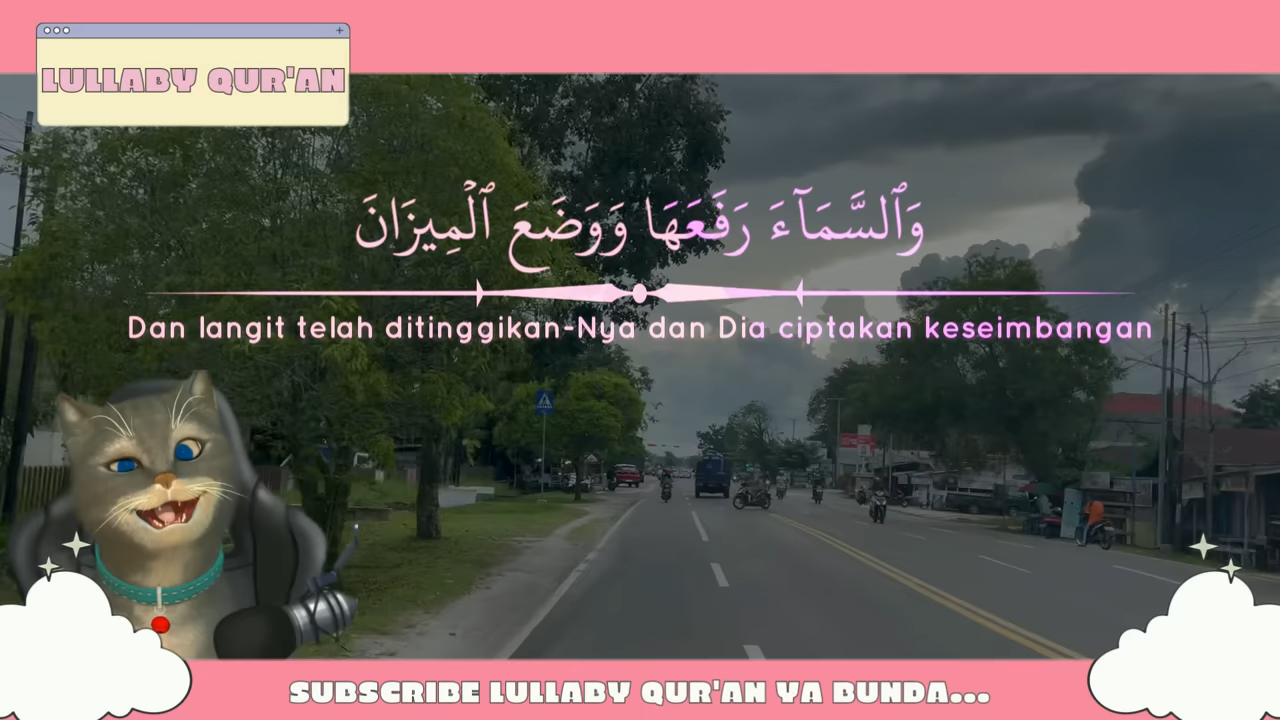 LULLABY QUR'AN
وَٱلسَّمَآءَ رَفَعَهَا وَوَضَعَ ٱلْمِيزَانَ
Dan langit telah ditinggikan-Nya dan Dia ciptakan keseimbangan
SUBSCRIBE LULLABY QUR'AN YA BUNDA...